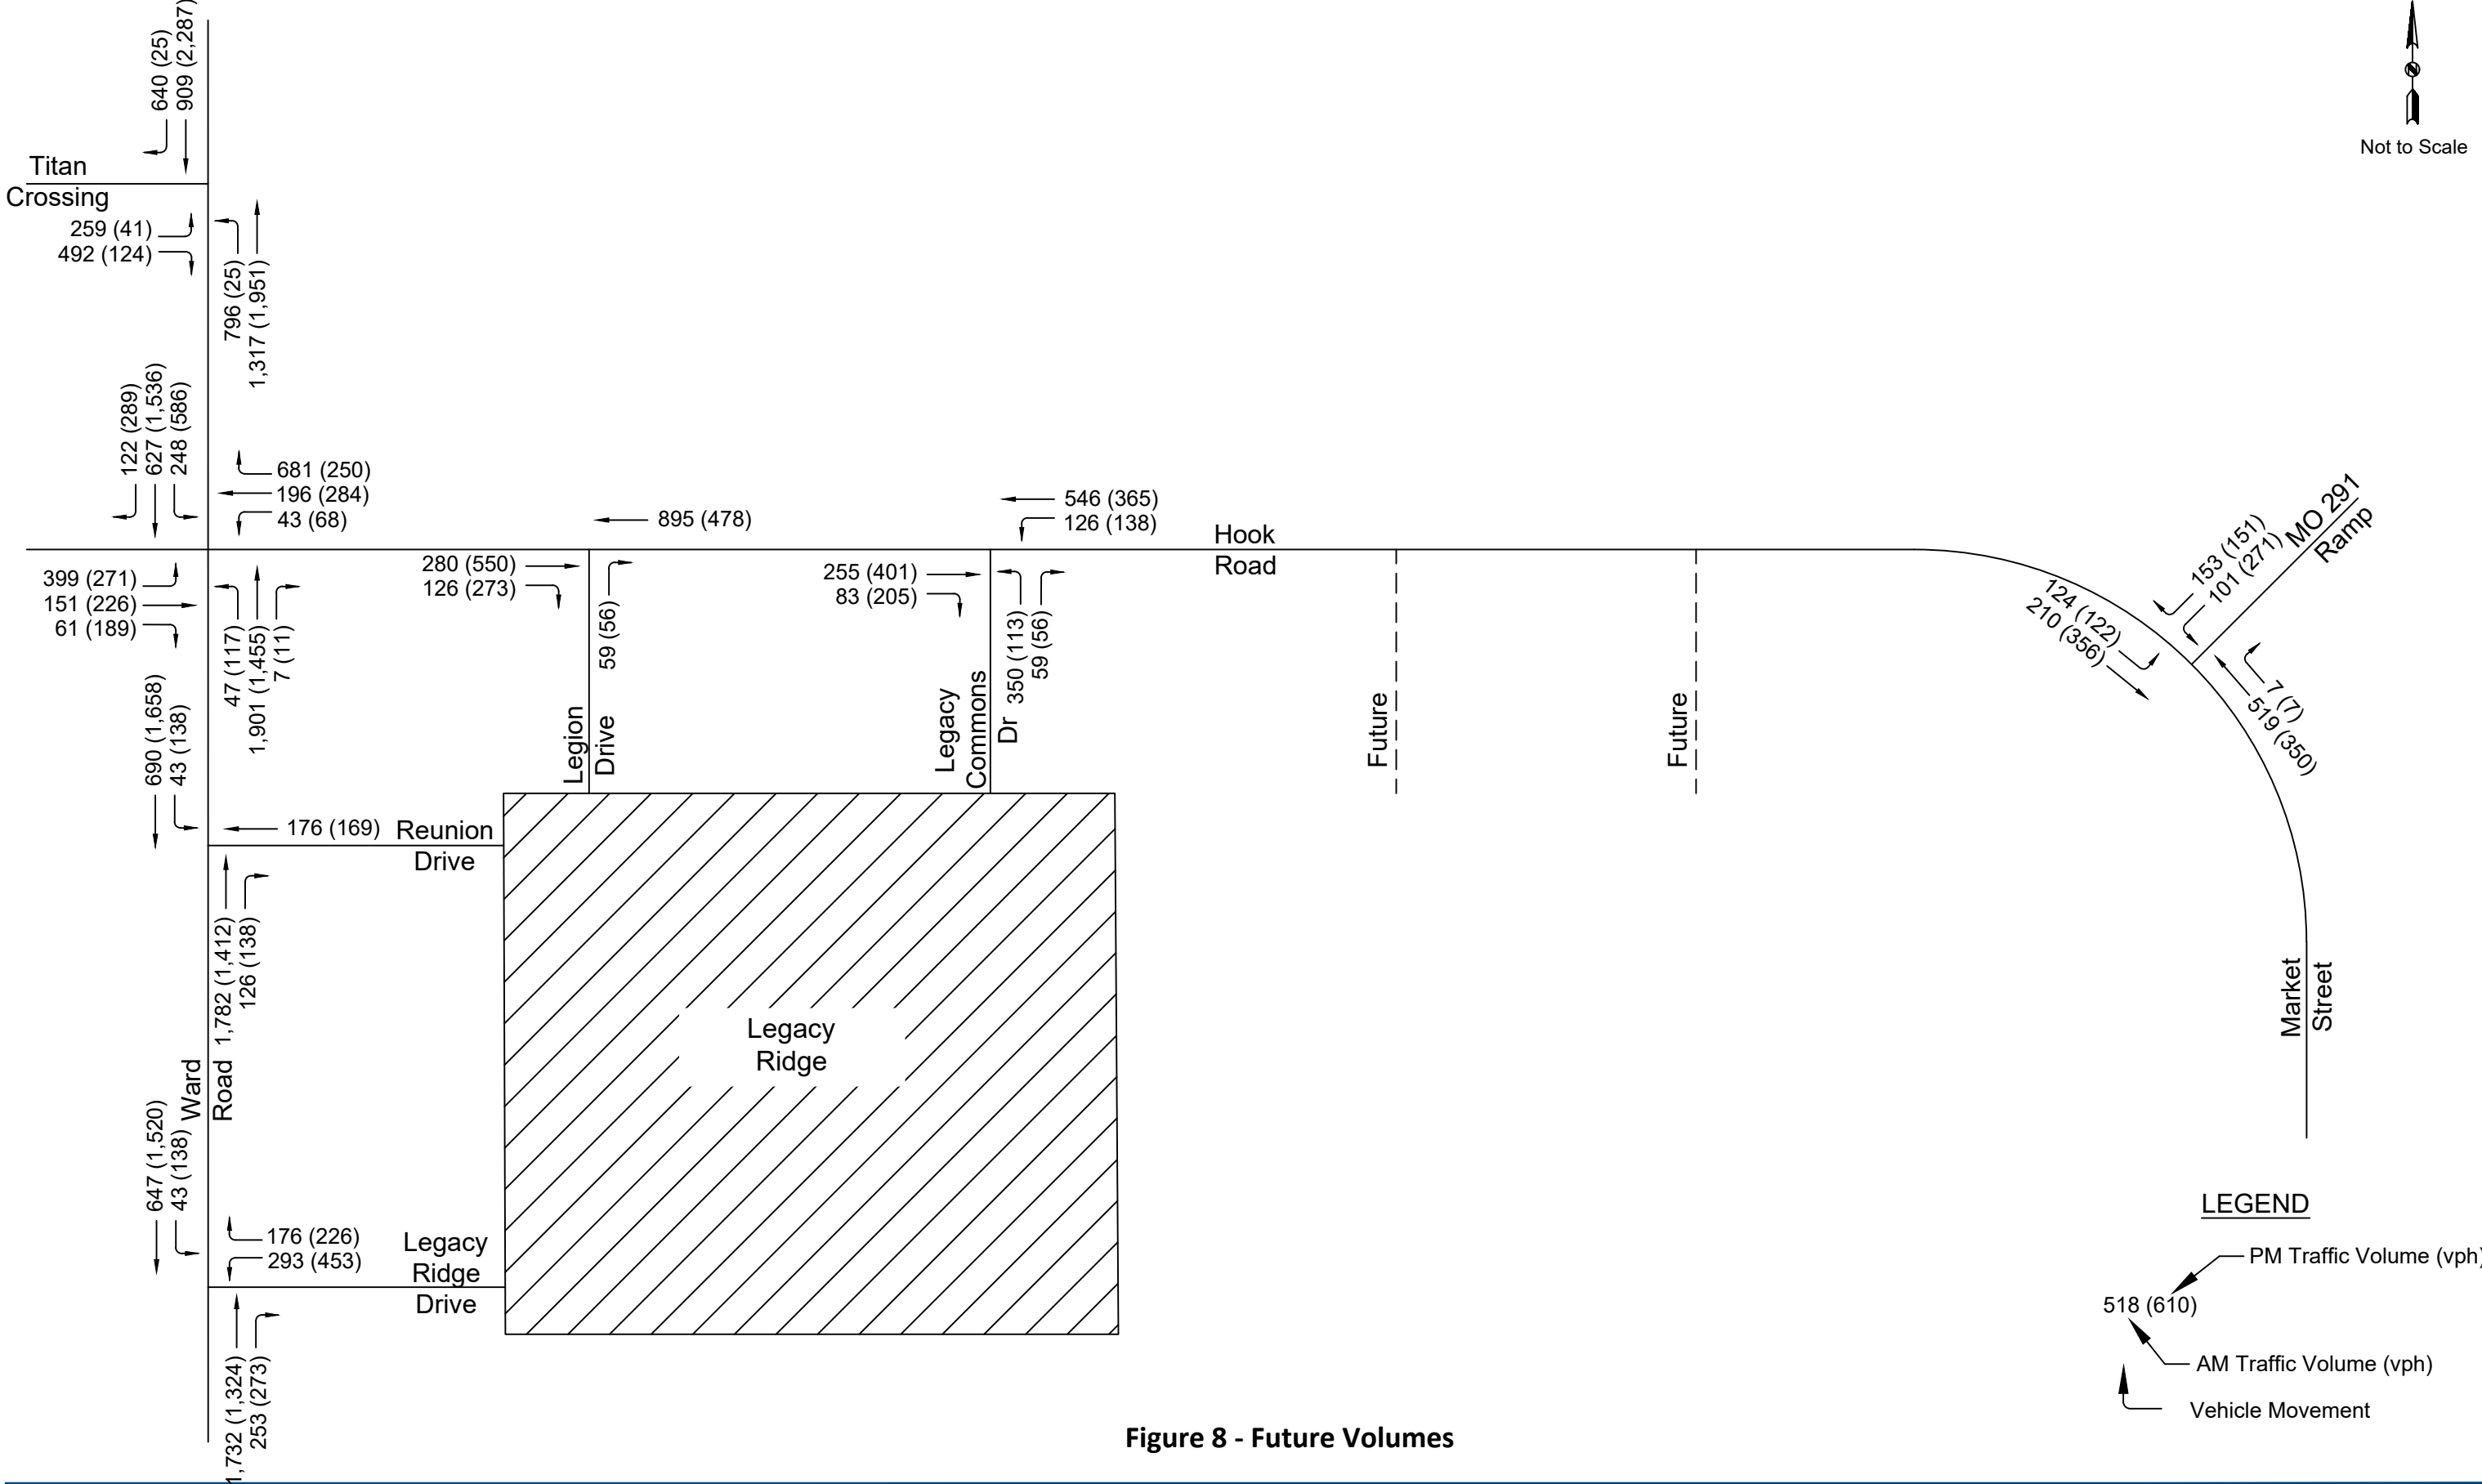 640 (25)
909 (2,287)
Titan
Crossing
259 (41)
492 (124)
796 (25)
1,317 (1,951)
122 (289)
627 (1,536)
248 (586)
681 (250)
196 (284)
43 (68)
399 (271)
151 (226)
61 (189)
47 (117)
1,901 (1,455)
7 (11)
895 (478)
280 (550)
126 (273)
59 (56)
Legion
Drive
546 (365)
126 (138)
255 (401)
83 (205)
350 (113)
59 (56)
Legacy
Commons
Dr
Hook
Road
Future
Future
153 (151)
101 (271)
MO 291
Ramp
124 (122)
210 (356)
7 (7)
519 (350)
Market
Street
Not to Scale
690 (1,658)
43 (138)
176 (169)
Reunion
Drive
1,782 (1,412)
126 (138)
Ward
Road
Legacy
Ridge
647 (1,520)
43 (138)
176 (226)
293 (453)
Legacy
Ridge
Drive
1,732 (1,324)
253 (273)
LEGEND
PM Traffic Volume (vph)
518 (610)
AM Traffic Volume (vph)
Vehicle Movement
Figure 8 - Future Volumes